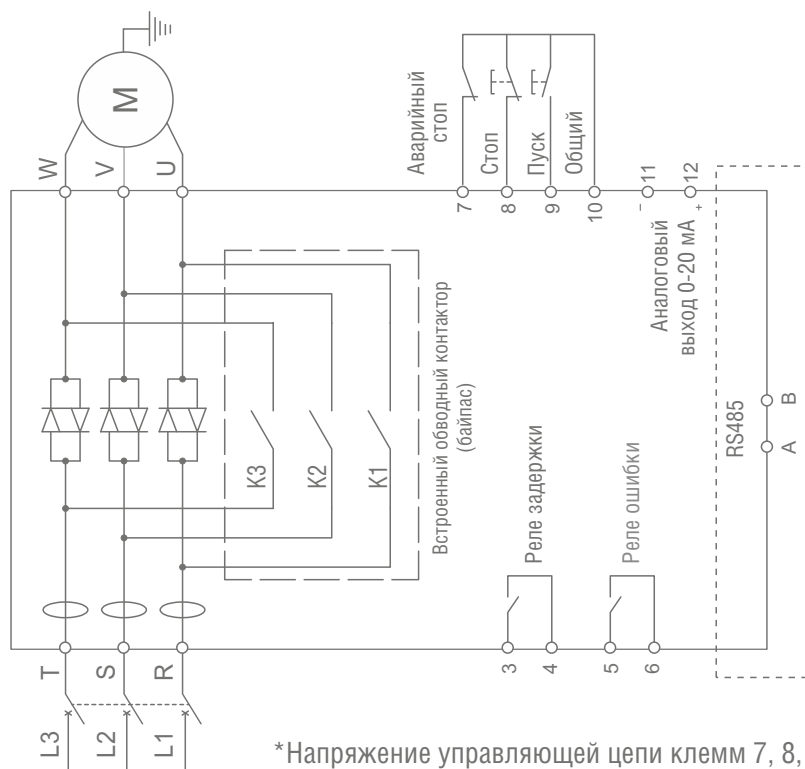 M
W
V
U
Аварийный
стоп
Стоп
Пуск
Общий
7
8
9
10
11
12
–
+
Аналоговый
выход 0-20 мА
K3
K2
K1
Встроенный обводной контактор
(байпас)
RS485
A
B
Реле задержки
Реле ошибки
3
4
5
6
T
S
R
L3
L2
L1
*Напряжение управляющей цепи клемм 7, 8,